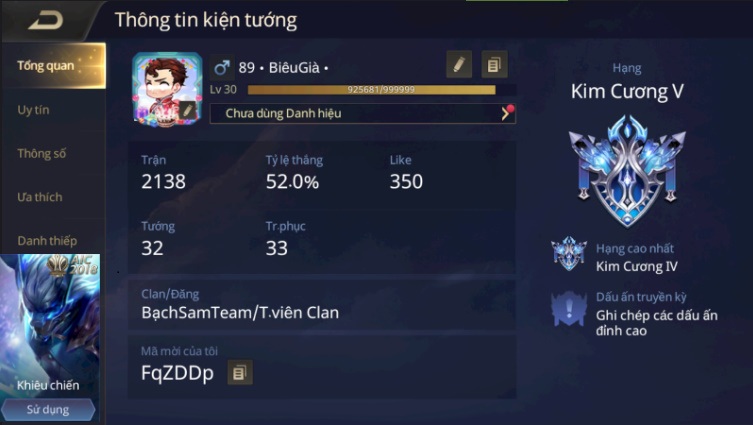 Thông tin kiện tướng
Tổng quan
Uy tín
Thông số
Ưa thích
Danh thiếp
AIC
2018
Khiêu chiến
Sử dụng
89 • BiêuGià •
Lv 30
925681/999999
Chưa dùng Danh hiệu
Trận
Tỷ lệ thắng
Like
2138
52.0%
350
Tướng
Tr.phục
32
33
Clan/Đăng
BạchSamTeam/T.viên Clan
Mã mời của tôi
FqZDDp
Hạng
Kim Cương V
Hạng cao nhất
Kim Cương IV
Dấu ấn truyền kỳ
Ghi chép các dấu ấn
đỉnh cao